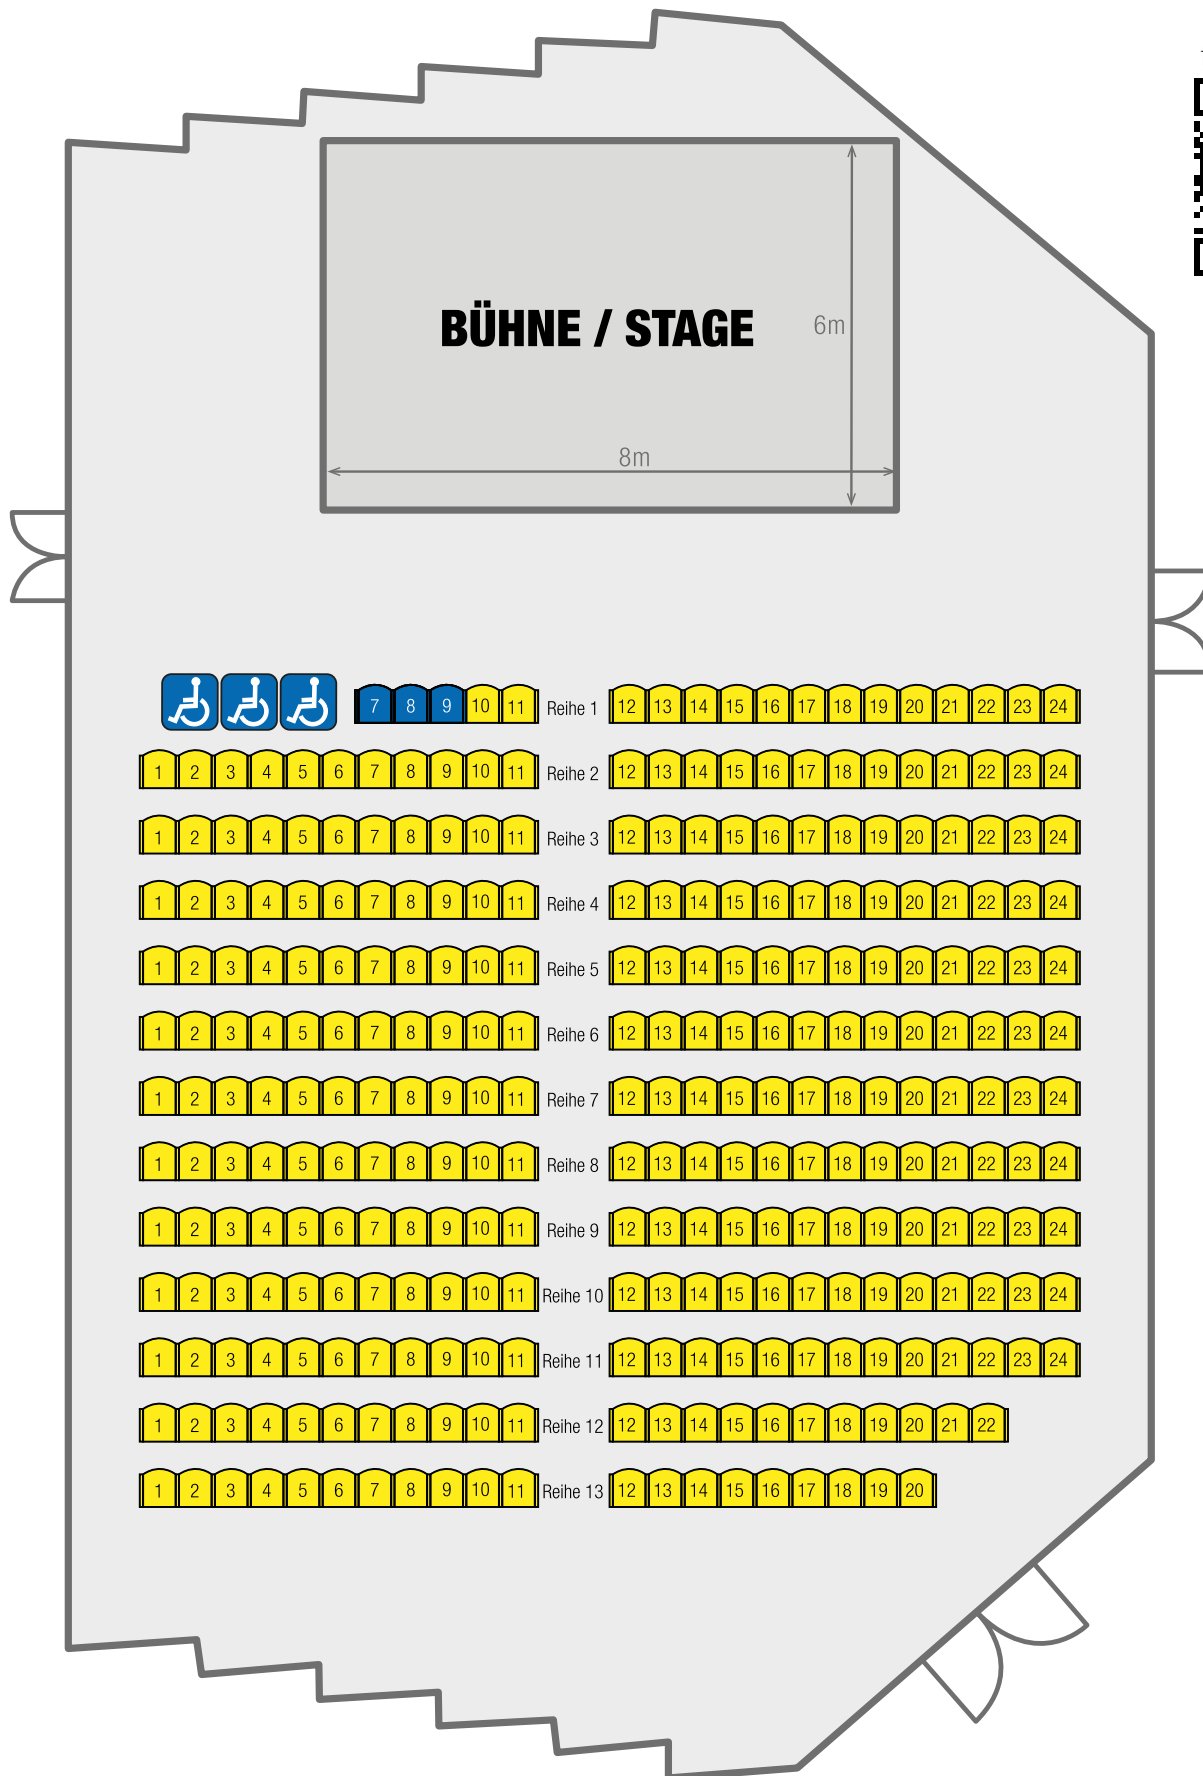 BÜHNE / STAGE
6m
8m
7 8 9 10 11 Reihe 1 12 13 14 15 16 17 18 19 20 21 22 23 24
1 2 3 4 5 6 7 8 9 10 11 Reihe 2 12 13 14 15 16 17 18 19 20 21 22 23 24
1 2 3 4 5 6 7 8 9 10 11 Reihe 3 12 13 14 15 16 17 18 19 20 21 22 23 24
1 2 3 4 5 6 7 8 9 10 11 Reihe 4 12 13 14 15 16 17 18 19 20 21 22 23 24
1 2 3 4 5 6 7 8 9 10 11 Reihe 5 12 13 14 15 16 17 18 19 20 21 22 23 24
1 2 3 4 5 6 7 8 9 10 11 Reihe 6 12 13 14 15 16 17 18 19 20 21 22 23 24
1 2 3 4 5 6 7 8 9 10 11 Reihe 7 12 13 14 15 16 17 18 19 20 21 22 23 24
1 2 3 4 5 6 7 8 9 10 11 Reihe 8 12 13 14 15 16 17 18 19 20 21 22 23 24
1 2 3 4 5 6 7 8 9 10 11 Reihe 9 12 13 14 15 16 17 18 19 20 21 22 23 24
1 2 3 4 5 6 7 8 9 10 11 Reihe 10 12 13 14 15 16 17 18 19 20 21 22 23 24
1 2 3 4 5 6 7 8 9 10 11 Reihe 11 12 13 14 15 16 17 18 19 20 21 22 23 24
1 2 3 4 5 6 7 8 9 10 11 Reihe 12 12 13 14 15 16 17 18 19 20 21 22
1 2 3 4 5 6 7 8 9 10 11 Reihe 13 12 13 14 15 16 17 18 19 20